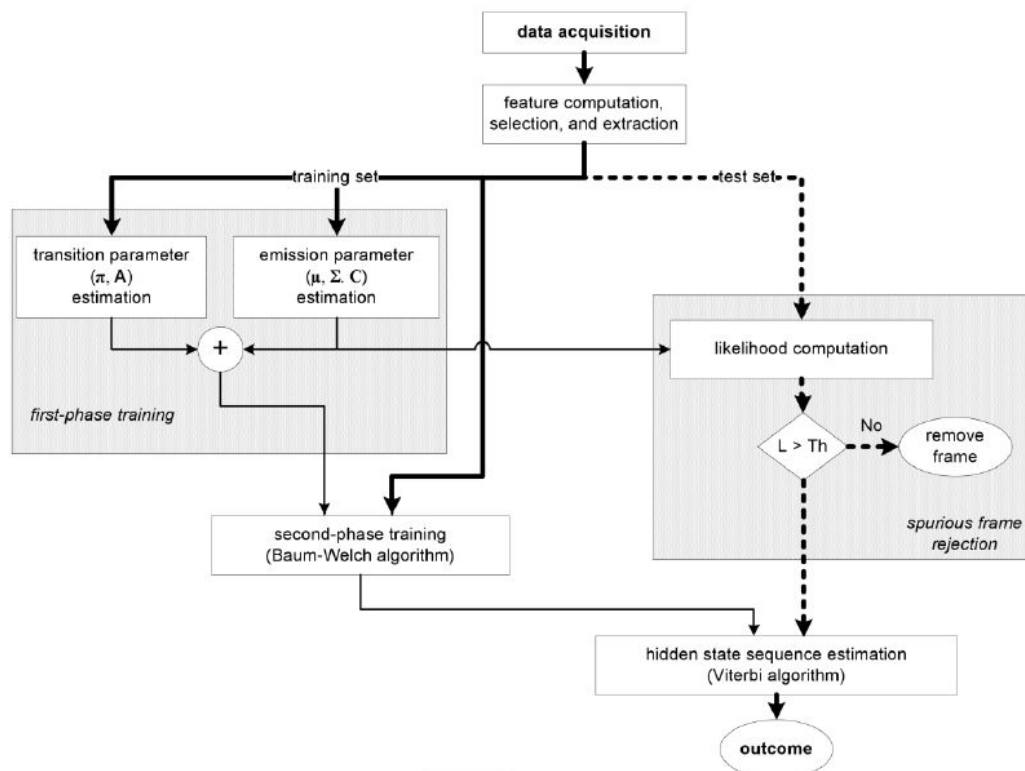 data acquisition
feature computation,
selection, and extraction
training set
test set
transition parameter
(π, A)
estimation
emission parameter
(μ, Σ. C)
estimation
+
first-phase training
likelihood computation
L > Th
No
remove
frame
spurious frame
rejection
second-phase training
(Baum-Welch algorithm)
hidden state sequence estimation
(Viterbi algorithm)
outcome